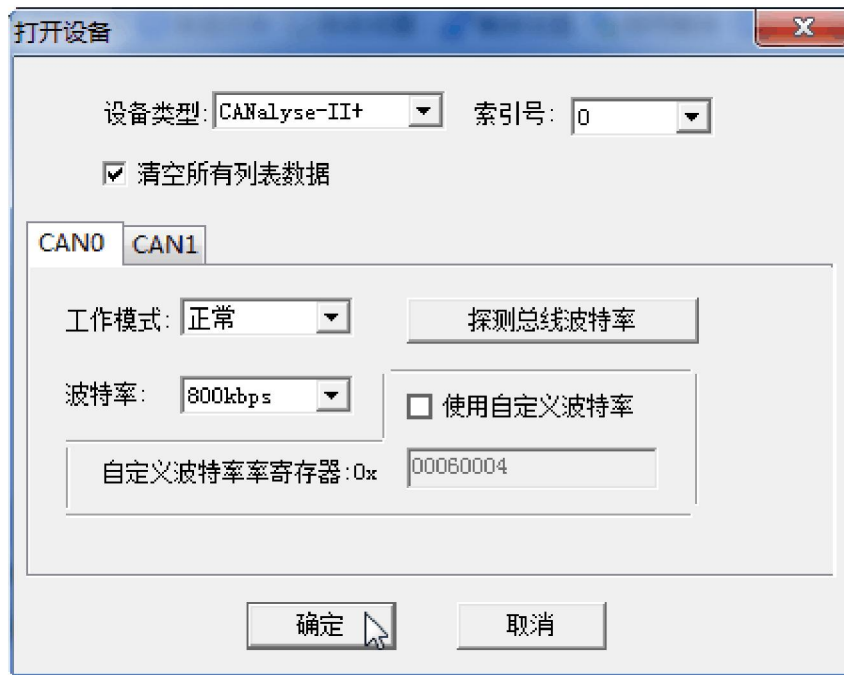 打开设备
设备类型: CANalyse-II+ 索引号: 0
清空所有列表数据
CAN0 CAN1
工作模式: 正常 探测总线波特率
波特率: 800kbps 使用自定义波特率
自定义波特率率寄存器:0x 00060004
确定 取消